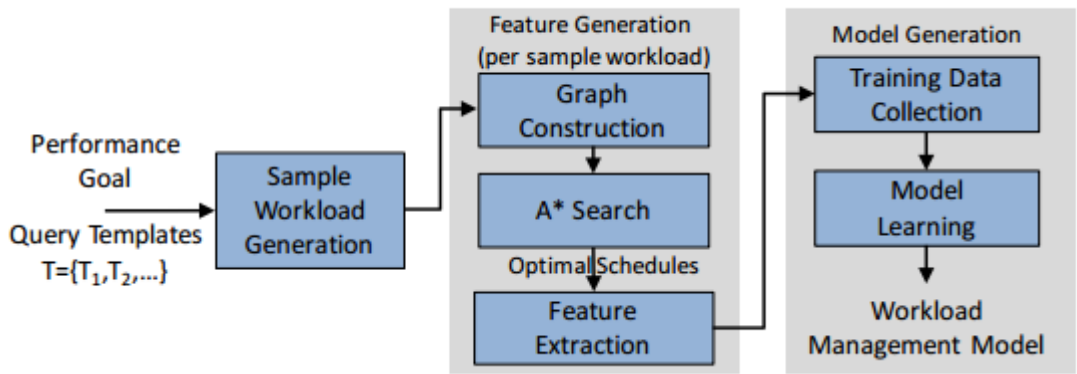 Performance
Goal
Query Templates
T={T₁,T₂,...}
Sample
Workload
Generation
Feature Generation
(per sample workload)
Graph
Construction
A* Search
Optimal Schedules
Feature
Extraction
Model Generation
Training Data
Collection
Model
Learning
Workload
Management Model